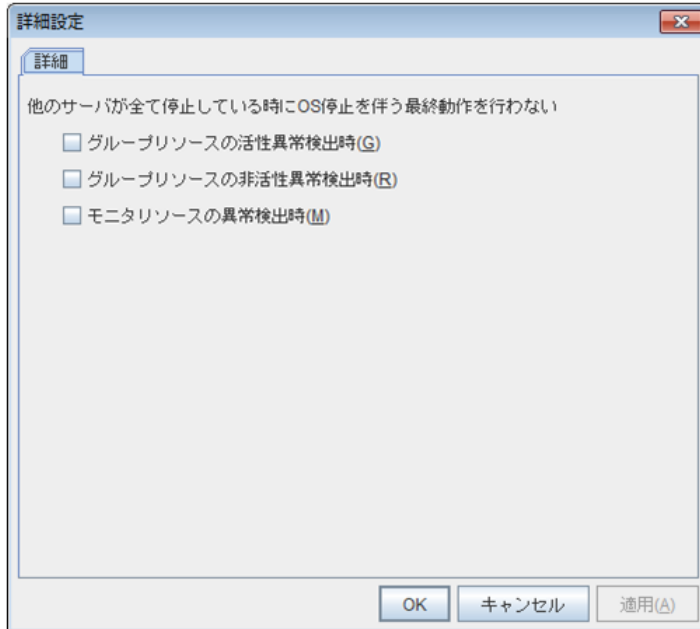 詳細設定
詳細
他のサーバが全て停止している時にOS停止を伴う最終動作を行わない
グループリソースの活性異常検出時(G)
グループリソースの非活性異常検出時(R)
モニタリソースの異常検出時(M)
OK キャンセル 適用(A)